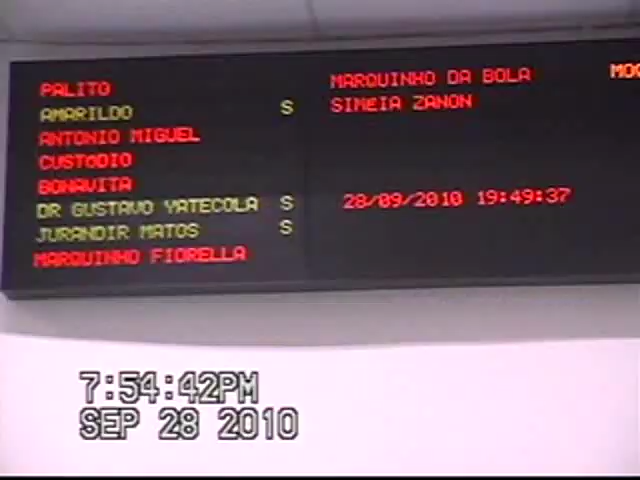 PALITO
AMARILDO S
ANTONIO MIGUEL
CUSTODIO
BONAVITA
DR GUSTAVO YATECOLA S
JURANDIR MATOS S
MARQUINHO FIORELLA
MARQUINHO DA BOLA
SIMEIA ZANON
28/09/2010 19:49:37
7:54:42PM
SEP 28 2010